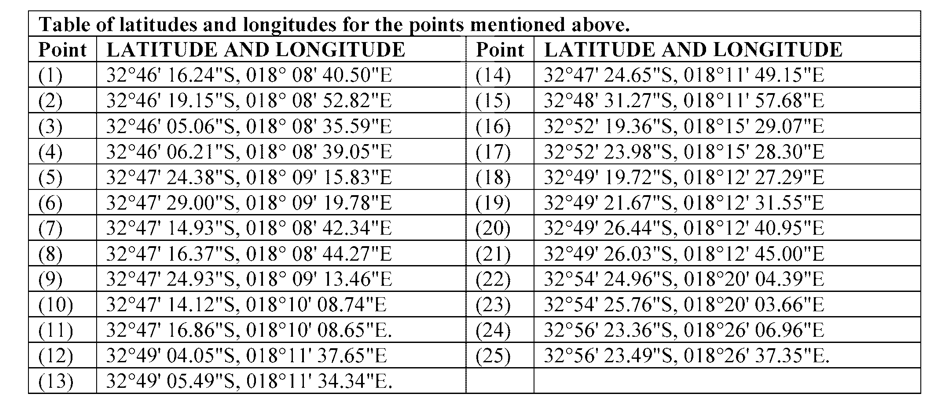 Table of latitudes and longitudes for the points mentioned above.
Point LATITUDE AND LONGITUDE Point LATITUDE AND LONGITUDE
(1) 32°46' 16.24"S, 018° 08' 40.50"E (14) 32°47' 24.65"S, 018°11' 49.15"E
(2) 32°46' 19.15"S, 018° 08' 52.82"E (15) 32°48' 31.27"S, 018°11' 57.68"E
(3) 32°46' 05.06"S, 018° 08' 35.59"E (16) 32°52' 19.36"S, 018°15' 29.07"E
(4) 32°46' 06.21"S, 018° 08' 39.05"E (17) 32°52' 23.98"S, 018°15' 28.30"E
(5) 32°47' 24.38"S, 018° 09' 15.83"E (18) 32°49' 19.72"S, 018°12' 27.29"E
(6) 32°47' 29.00"S, 018° 09' 19.78"E (19) 32°49' 21.67"S, 018°12' 31.55"E
(7) 32°47' 14.93"S, 018° 08' 42.34"E (20) 32°49' 26.44"S, 018°12' 40.95"E
(8) 32°47' 16.37"S, 018° 08' 44.27"E (21) 32°49' 26.03"S, 018°12' 45.00"E
(9) 32°47' 24.93"S, 018° 09' 13.46"E (22) 32°54' 24.96"S, 018°20' 04.39"E
(10) 32°47' 14.12"S, 018°10' 08.74"E (23) 32°54' 25.76"S, 018°20' 03.66"E
(11) 32°47' 16.86"S, 018°10' 08.65"E. (24) 32°56' 23.36"S, 018°26' 06.96"E
(12) 32°49' 04.05"S, 018°11' 37.65"E (25) 32°56' 23.49"S, 018°26' 37.35"E.
(13) 32°49' 05.49"S, 018°11' 34.34"E.